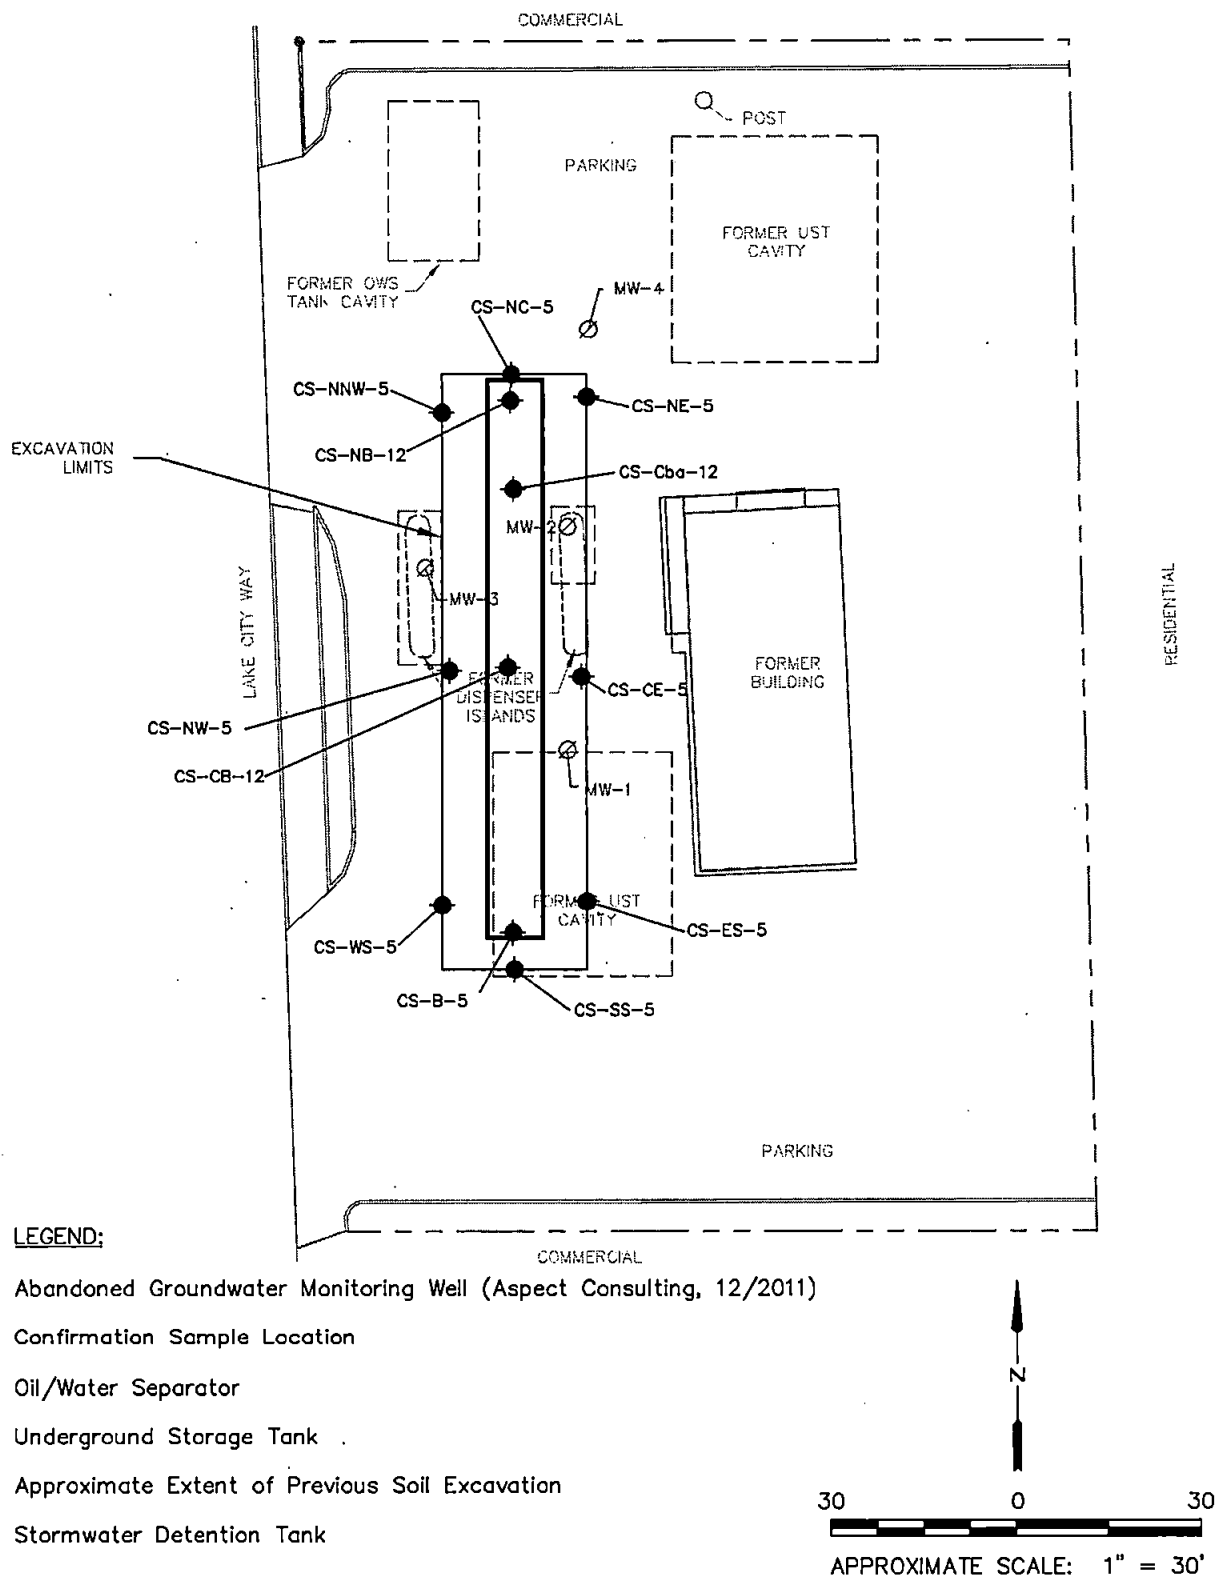 COMMERCIAL
POST
PARKING
FORMER UST
CAVITY
FORMER OWS
TANK CAVITY
MW-4
CS-NC-5
CS-NNW-5
CS-NE-5
EXCAVATION
LIMITS
CS-NB-12
CS-Cba-12
MW-2
MW-3
LAKE CITY WAY
RESIDENTIAL
FORMER
BUILDING
FORMER
DISPENSER
ISLANDS
CS-CE-5
CS-NW-5
CS-CB-12
MW-1
FORMER UST
CAVITY
CS-WS-5
CS-ES-5
CS-B-5
CS-SS-5
PARKING
COMMERCIAL
LEGEND:
Abandoned Groundwater Monitoring Well (Aspect Consulting, 12/2011)
Confirmation Sample Location
Oil/Water Separator
Underground Storage Tank
Approximate Extent of Previous Soil Excavation
Stormwater Detention Tank
N
30 0 30
APPROXIMATE SCALE: 1" = 30'